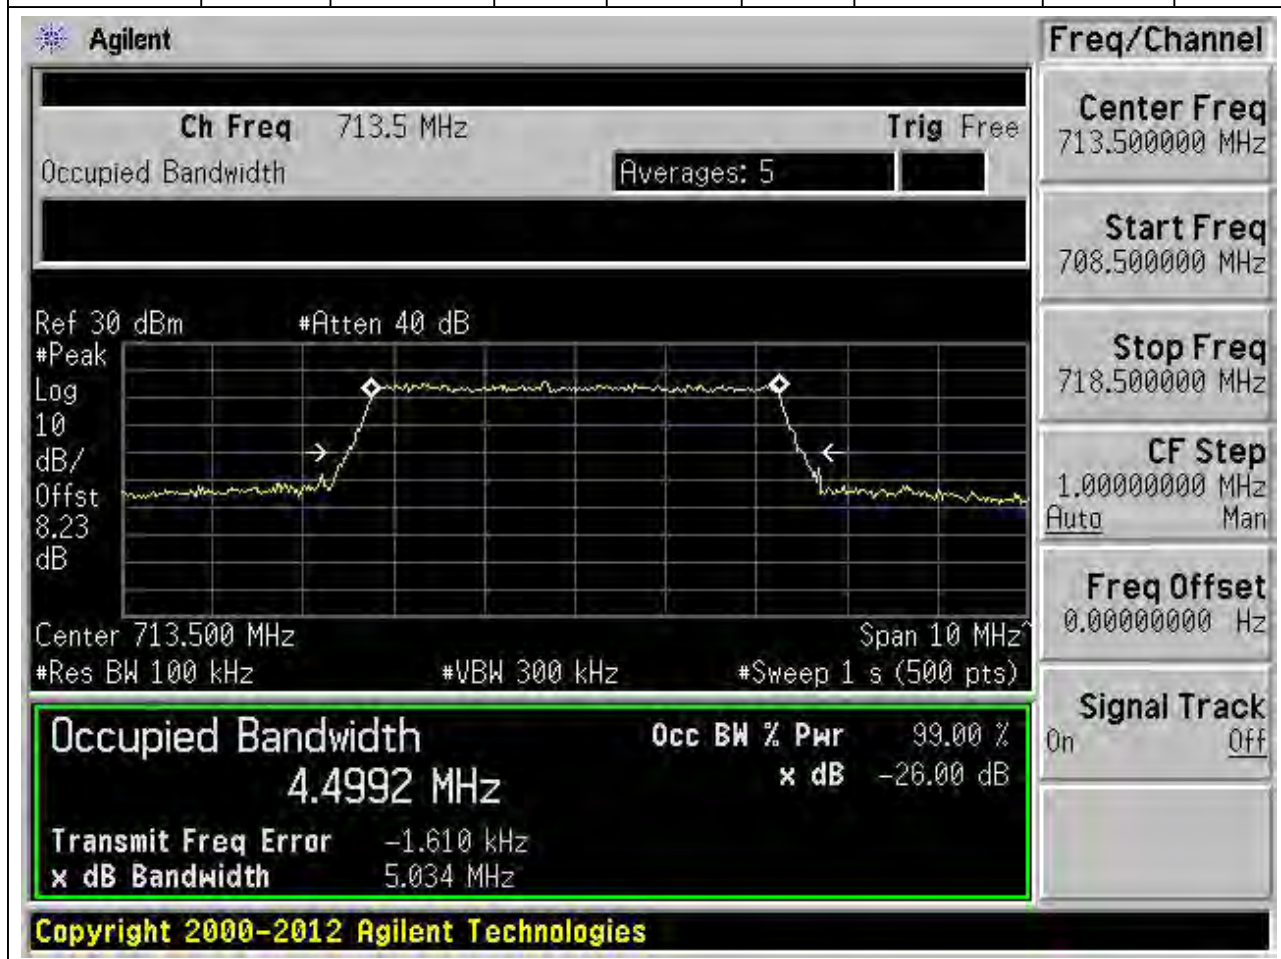 Agilent
Freq/Channel
Ch Freq 713.5 MHz Trig Free
Occupied Bandwidth Averages: 5
Center Freq
713.500000 MHz
Start Freq
708.500000 MHz
Stop Freq
718.500000 MHz
CF Step
1.00000000 MHz
Auto Man
Freq Offset
0.00000000 Hz
Signal Track
On Off
Ref 30 dBm #Atten 40 dB
#Peak
Log
10
dB/
Offst
8.23
dB
Center 713.500 MHz Span 10 MHz^
#Res BW 100 kHz #VBW 300 kHz #Sweep 1 s (500 pts)
Occupied Bandwidth Occ BW % Pwr 99.00 %
4.4992 MHz x dB -26.00 dB
Transmit Freq Error -1.610 kHz
x dB Bandwidth 5.034 MHz
Copyright 2000-2012 Agilent Technologies